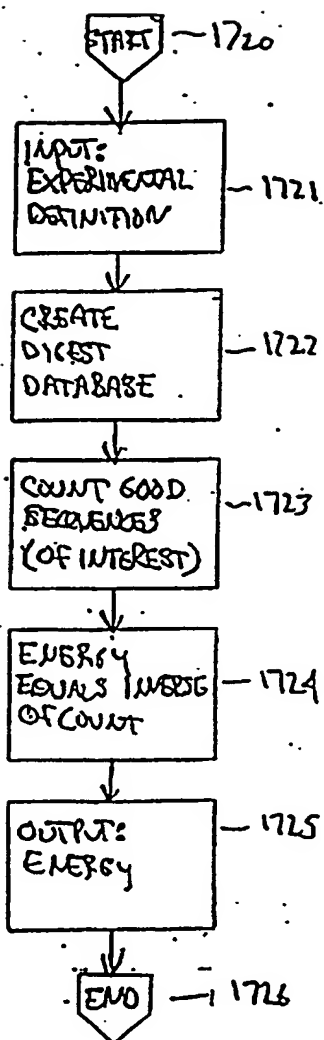 START 1720
INPUT:
EXPERIMENTAL 1721
DEFINITION
CREATE
DIGEST 1722
DATABASE
COUNT GOOD
SEQUENCES 1723
(OF INTEREST)
ENERGY
EQUALS INVERSE 1724
OF COUNT
OUTPUT: 1725
ENERGY
END 1726